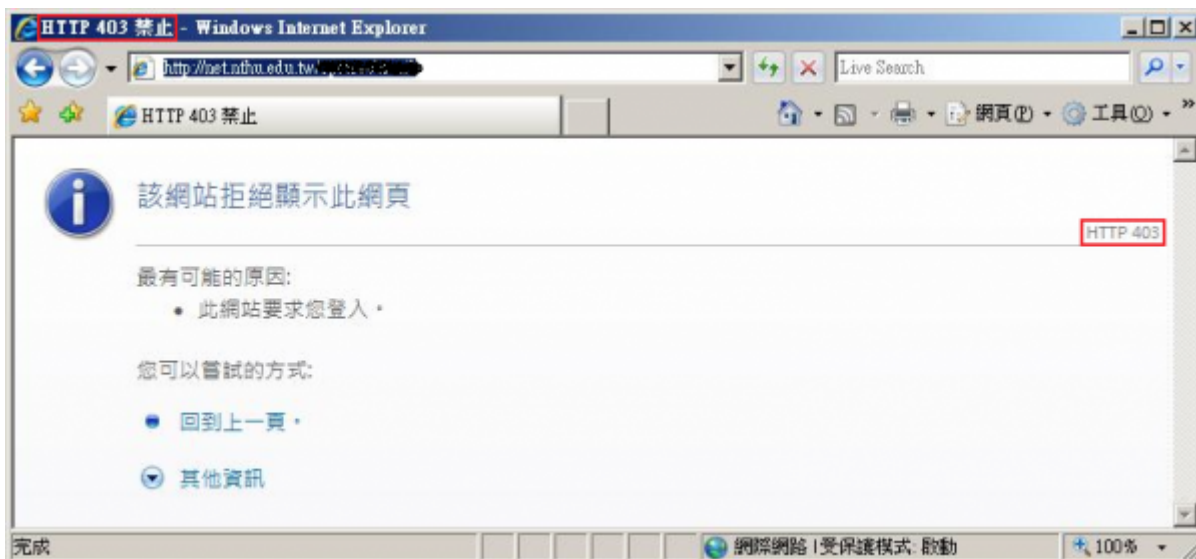 HTTP 403 禁止 - Windows Internet Explorer
http://net.nthu.edu.tw/
Live Search
HTTP 403 禁止
網頁(P)
工具(O)
該網站拒絕顯示此網頁
HTTP 403
最有可能的原因:
此網站要求您登入。
您可以嘗試的方式:
回到上一頁。
其他資訊
完成
網際網路 | 受保護模式: 啟動
100%